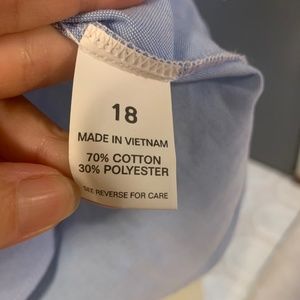 18
MADE IN VIETNAM
70% COTTON
30% POLYESTER
SEE REVERSE FOR CARE